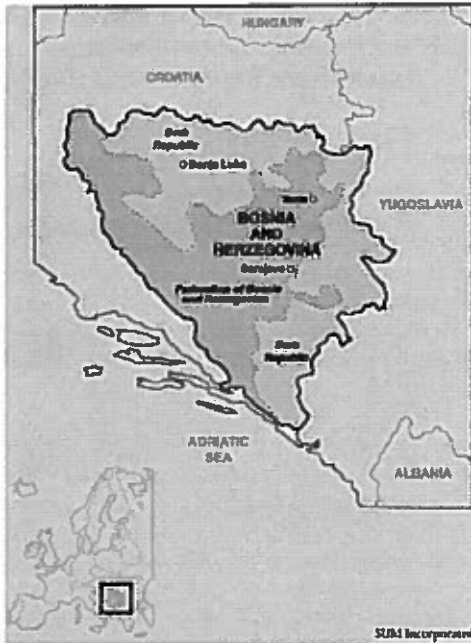 HUNGARY
CROATIA
Serb
Republic
Banja Luka
YUGOSLAVIA
BOSNIA
AND
HERZEGOVINA
Sarajevo
Federation of Bosnia
and Herzegovina
Serb
Republic
ADRIATIC
SEA
ALBANIA
SUM Incorporated